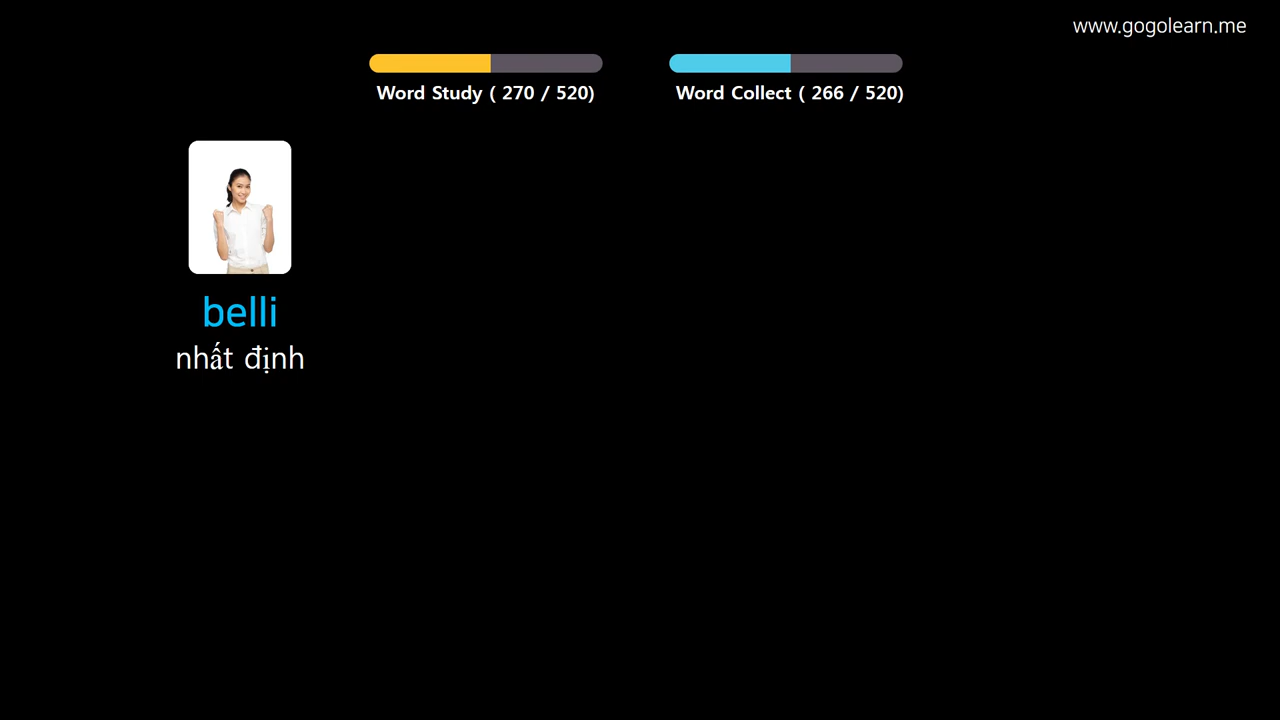 www.gogolearn.me
Word Study ( 270 / 520)
Word Collect ( 266 / 520)
belli
nhất định